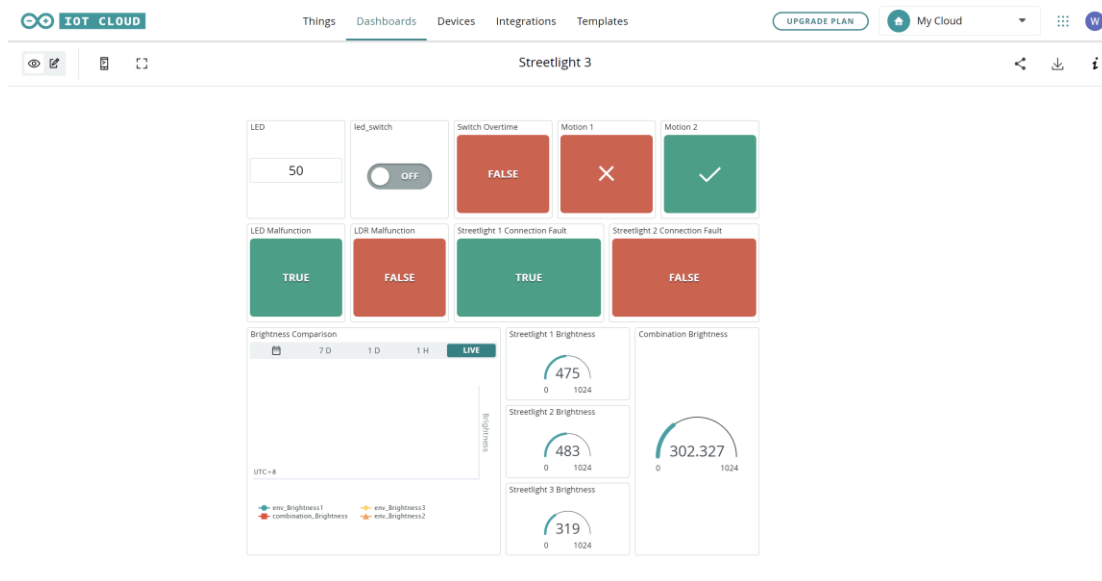 IOT CLOUD
Things Dashboards Devices Integrations Templates
UPGRADE PLAN
My Cloud
W
Streetlight 3
LED
led_switch
Switch Overtime
Motion 1
Motion 2
50
OFF
FALSE
LED Malfunction
LDR Malfunction
Streetlight 1 Connection Fault
Streetlight 2 Connection Fault
TRUE
FALSE
TRUE
FALSE
Brightness Comparison
7 D 1 D 1 H LIVE
Brightness
UTC+8
env_Brightness1
env_Brightness3
combination_Brightness
env_Brightness2
Streetlight 1 Brightness
475
0 1024
Streetlight 2 Brightness
483
0 1024
Streetlight 3 Brightness
319
0 1024
Combination Brightness
302.327
0 1024